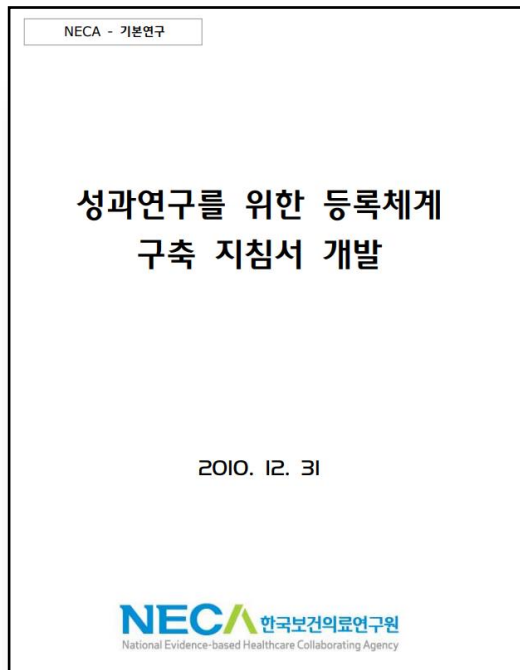 NECA - 기본연구
성과연구를 위한 등록체계
구축 지침서 개발
2010. 12. 31
NECA 한국보건의료연구원
National Evidence-based Healthcare Collaborating Agency